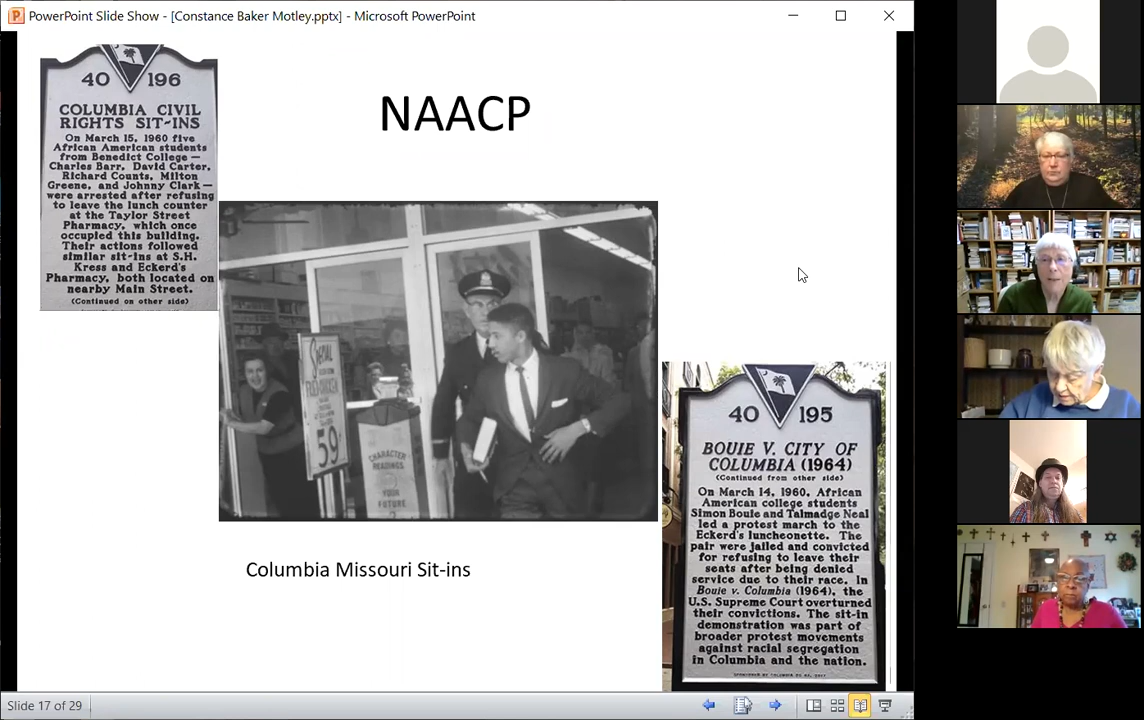 PowerPoint Slide Show - [Constance Baker Motley.pptx] - Microsoft PowerPoint
40 196
COLUMBIA CIVIL
RIGHTS SIT-INS
On March 15, 1960 five
African American students
from Benedict College —
Charles Barr, David Carter,
Richard Counts, Milton
Greene, and Johnny Clark —
were arrested after refusing
to leave the lunch counter
at the Taylor Street
Pharmacy, which once
occupied this building.
Their actions followed
similar sit-ins at S.H.
Kress and Eckerd's
Pharmacy, both located on
nearby Main Street.
(Continued on other side)
NAACP
Special
59
CHARACTER
READINGS
YOUR
FUTURE
Columbia Missouri Sit-ins
40 195
BOUIE V. CITY OF
COLUMBIA (1964)
(Continued from other side)
On March 14, 1960, African
American college students
Simon Bouie and Talmadge Neal
led a protest march to the
Eckerd's luncheonette. The
pair were jailed and convicted
for refusing to leave their
seats after being denied
service due to their race. In
Bouie v. Columbia (1964), the
U.S. Supreme Court overturned
their convictions. The sit-in
demonstration was part of
broader protest movements
against racial segregation
in Columbia and the nation.
Slide 17 of 29